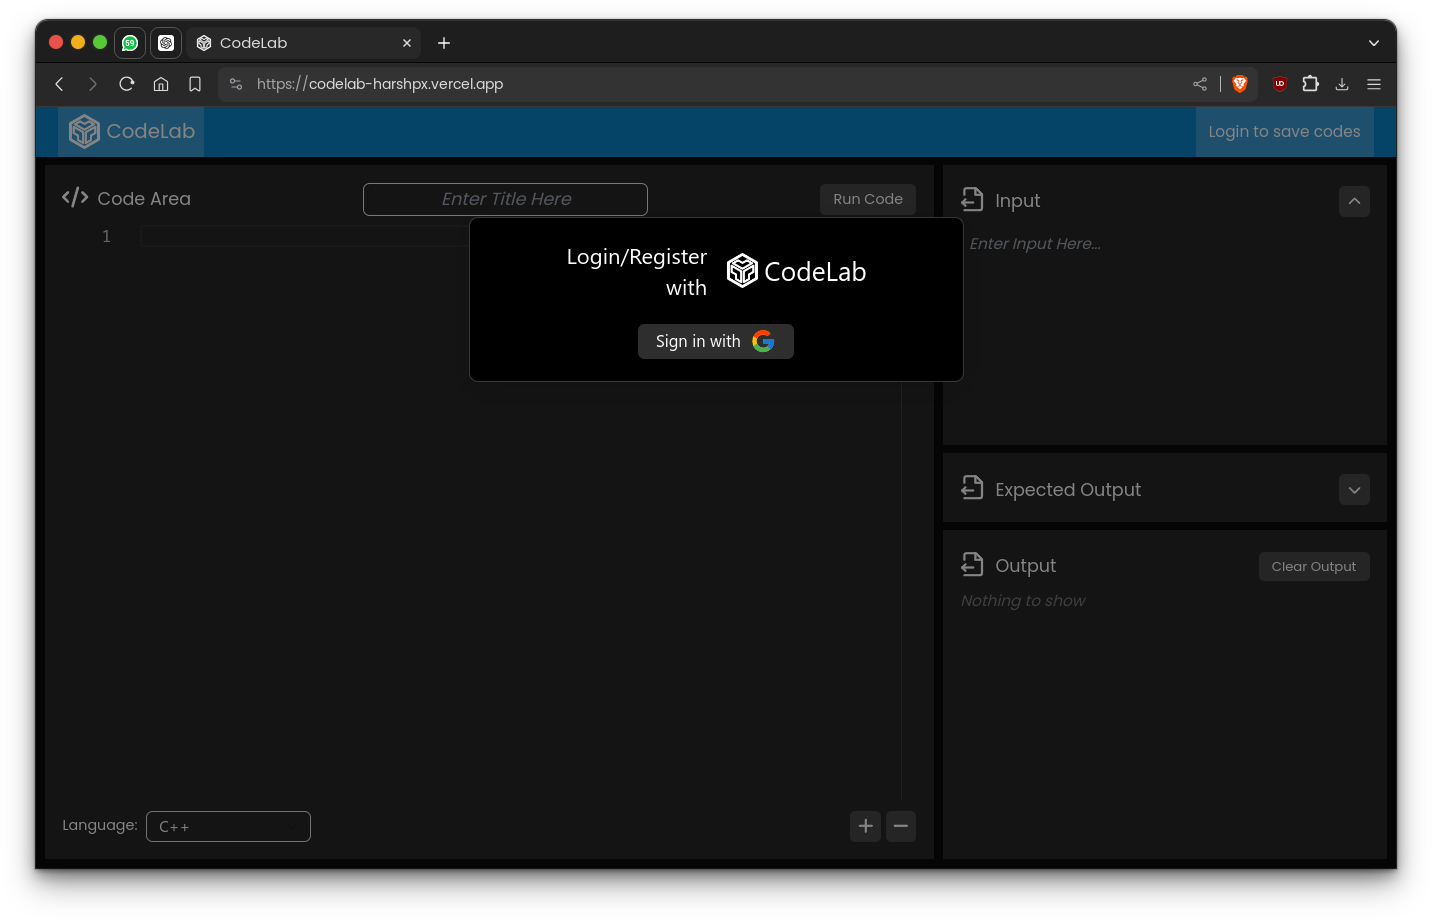 59
CodeLab
https://codelab-harshpx.vercel.app
UD
CodeLab
Login to save codes
Code Area
Enter Title Here
Run Code
1
Login/Register
with
CodeLab
Sign in with
Input
Enter Input Here...
Expected Output
Output
Clear Output
Nothing to show
Language:
C++